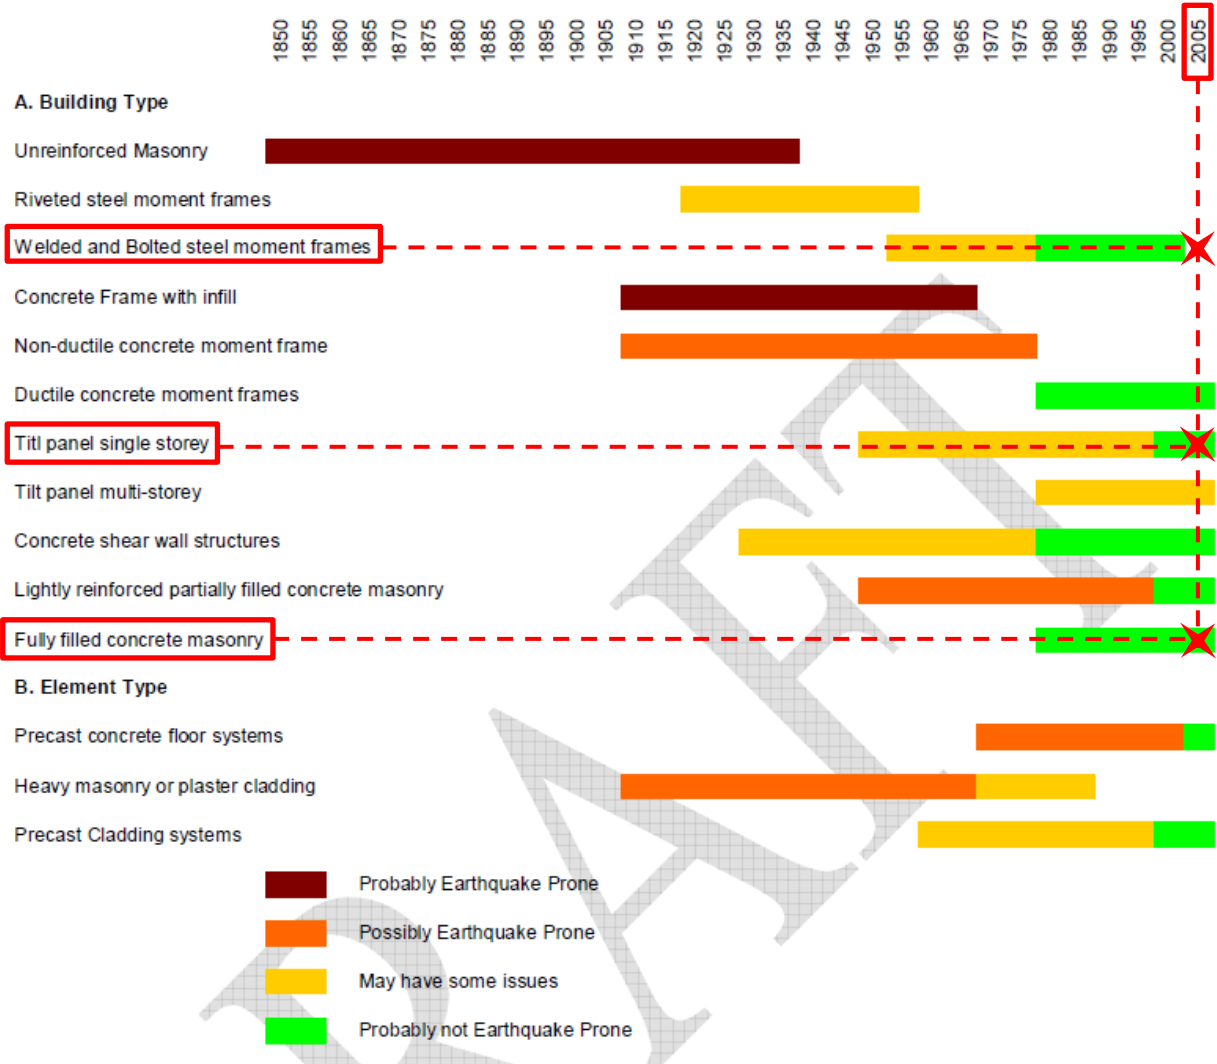 1850 1855 1860 1865 1870 1875 1880 1885 1890 1895 1900 1905 1910 1915 1920 1925 1930 1935 1940 1945 1950 1955 1960 1965 1970 1975 1980 1985 1990 1995 2000 2005
A. Building Type
Unreinforced Masonry
Riveted steel moment frames
Welded and Bolted steel moment frames
Concrete Frame with infill
Non-ductile concrete moment frame
Ductile concrete moment frames
Titl panel single storey
Tilt panel multi-storey
Concrete shear wall structures
Lightly reinforced partially filled concrete masonry
Fully filled concrete masonry
B. Element Type
Precast concrete floor systems
Heavy masonry or plaster cladding
Precast Cladding systems
Probably Earthquake Prone
Possibly Earthquake Prone
May have some issues
Probably not Earthquake Prone
RAFT